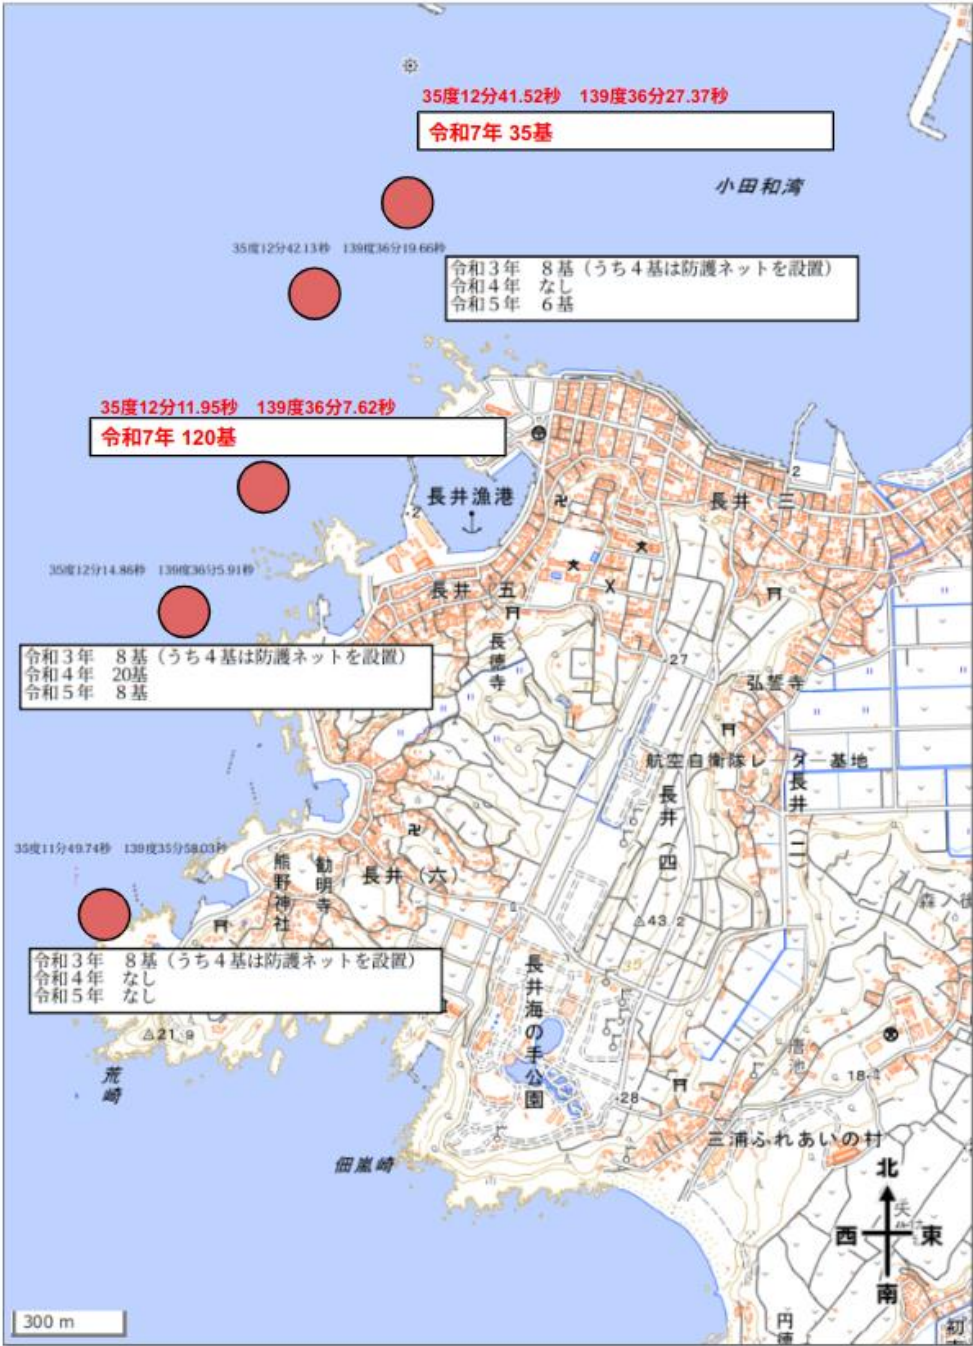 35度12分41.52秒　139度36分27.37秒
令和7年 35基
小田和湾
35度12分42.13秒　139度36分19.66秒
令和３年　８基（うち４基は防護ネットを設置）
令和４年　なし
令和５年　６基
35度12分11.95秒　139度36分7.62秒
令和7年 120基
2
長井漁港
長井（三）
2
35度12分14.86秒　139度36分5.91秒
長井（五）
令和３年　８基（うち４基は防護ネットを設置）
令和４年　20基
令和５年　８基
長徳寺
27
弘誓寺
航空自衛隊レーダー基地
長井（四）
長井（二）
35度11分49.74秒　139度35分58.03秒
熊野神社
勧明寺
長井（六）
43.2
令和３年　８基（うち４基は防護ネットを設置）
令和４年　なし
令和５年　なし
35
長井海の手公園
21.9
荒崎
唐池
18
28
三浦ふれあいの村
佃嵐崎
北
西
東
南
300 m
円徳
初